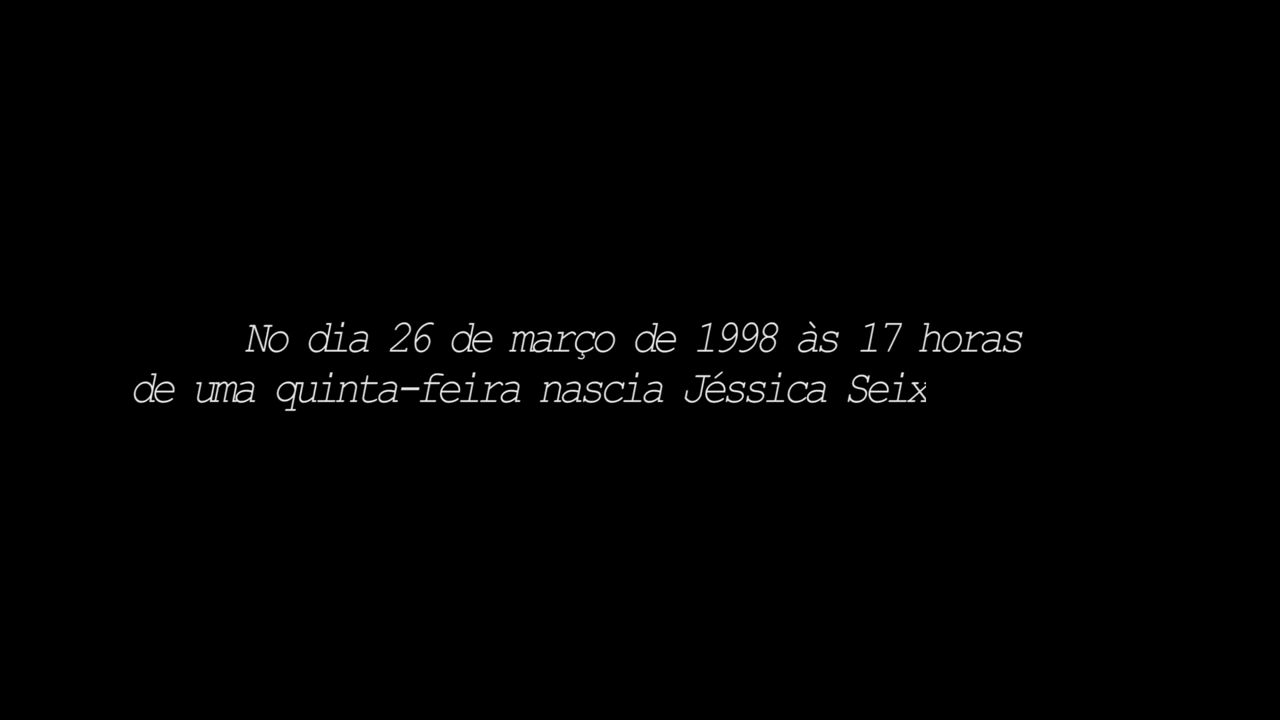 No dia 26 de março de 1998 às 17 horas
de uma quinta-feira nascia Jéssica Seix